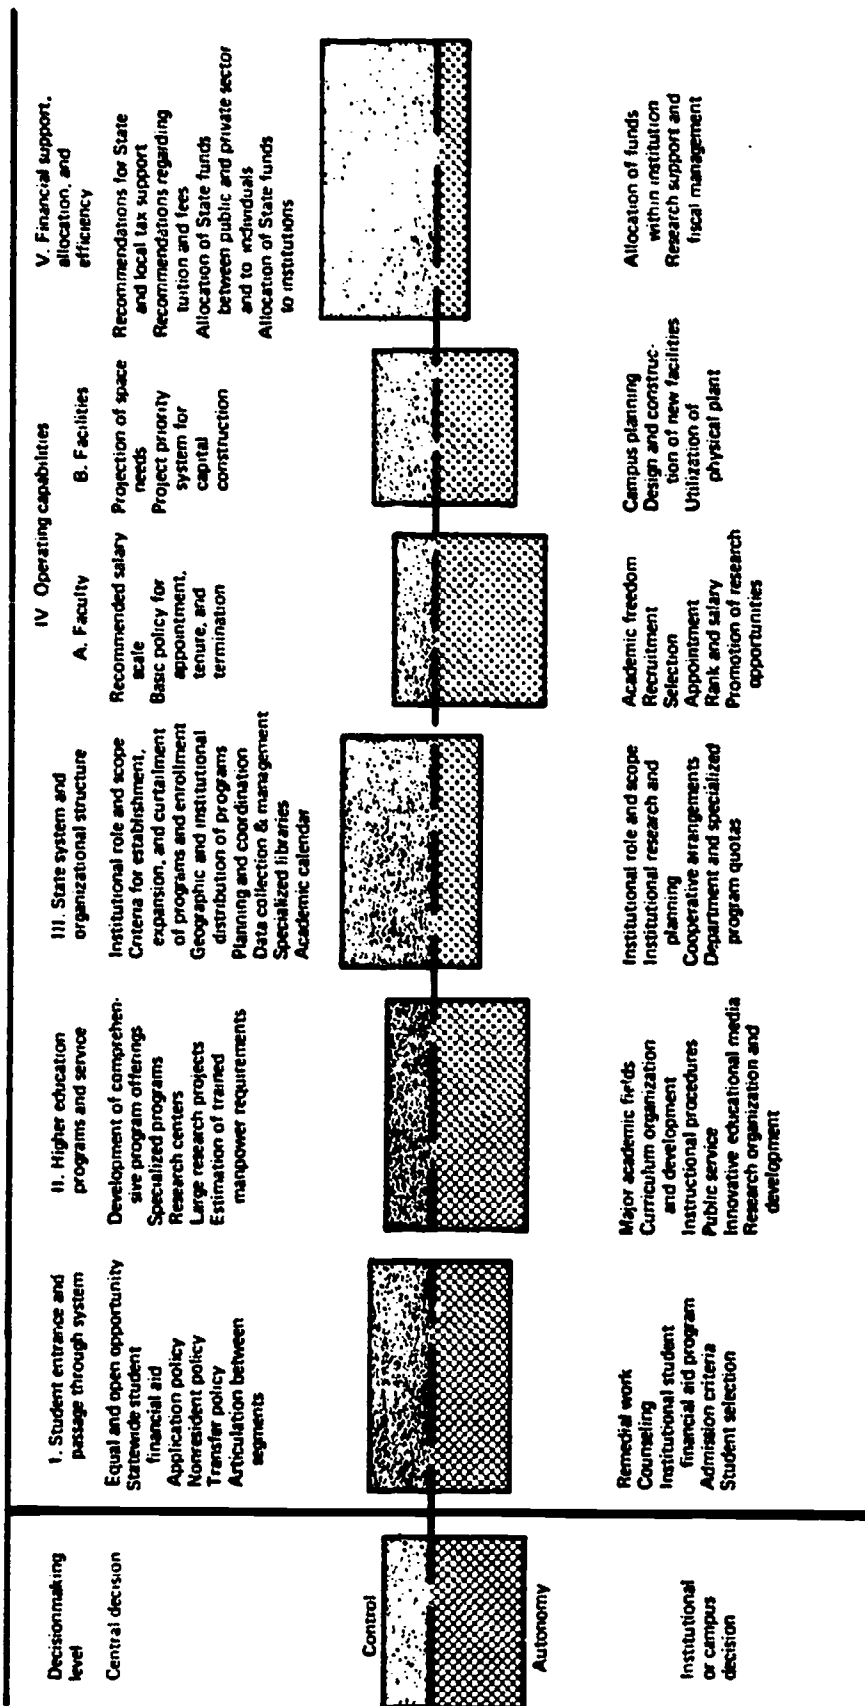 Decisionmaking
level
Central decision
Control
Autonomy
Institutional
or campus
decision
I. Student entrance and
passage through system
Equal and open opportunity
Statewide student
financial aid
Application policy
Nonresident policy
Transfer policy
Articulation between
segments
Remedial work
Counseling
Institutional student
financial aid program
Admission criteria
Student selection
II. Higher education
programs and service
Development of comprehen-
sive program offerings
Specialized programs
Research centers
Large research projects
Estimation of trained
manpower requirements
Major academic fields
Curriculum organization
and development
Instructional procedures
Public service
Innovative educational media
Research organization and
development
III. State system and
organizational structure
Institutional role and scope
Criteria for establishment,
expansion, and curtailment
of programs and enrollment
Geographic and institutional
distribution of programs
Planning and coordination
Data collection & management
Specialized libraries
Academic calendar
Institutional role and scope
Institutional research and
planning
Cooperative arrangements
Department and specialized
program quotas
IV Operating capabilities
A. Faculty
Recommended salary
scale
Basic policy for
appointment,
tenure, and
termination
Academic freedom
Recruitment
Selection
Appointment
Rank and salary
Promotion of research
opportunities
B. Facilities
Projection of space
needs
Project priority
system for
capital
construction
Campus planning
Design and construc-
tion of new facilities
Utilization of
physical plant
V. Financial support,
allocation, and
efficiency
Recommendations for State
and local tax support
Recommendations regarding
tuition and fees
Allocation of State funds
between public and private sector
and to individuals
Allocation of State funds
to institutions
Allocation of funds
within institution
Research support and
fiscal management